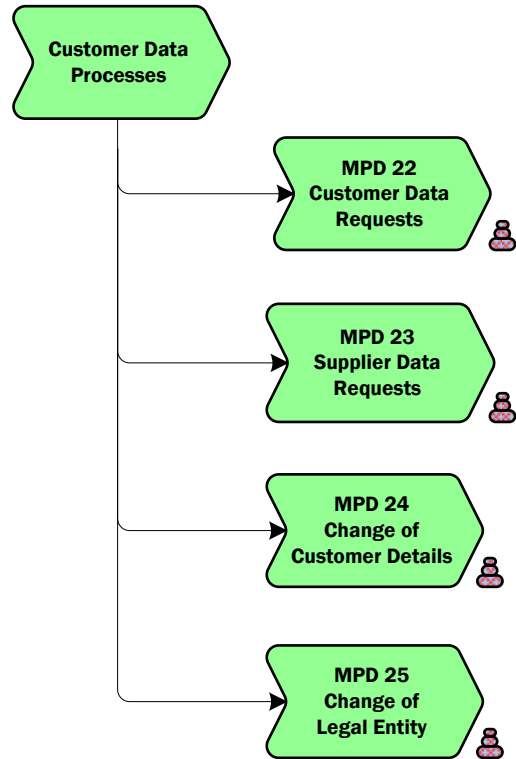 Customer Data
Processes
MPD 22
Customer Data
Requests
MPD 23
Supplier Data
Requests
MPD 24
Change of
Customer Details
MPD 25
Change of
Legal Entity